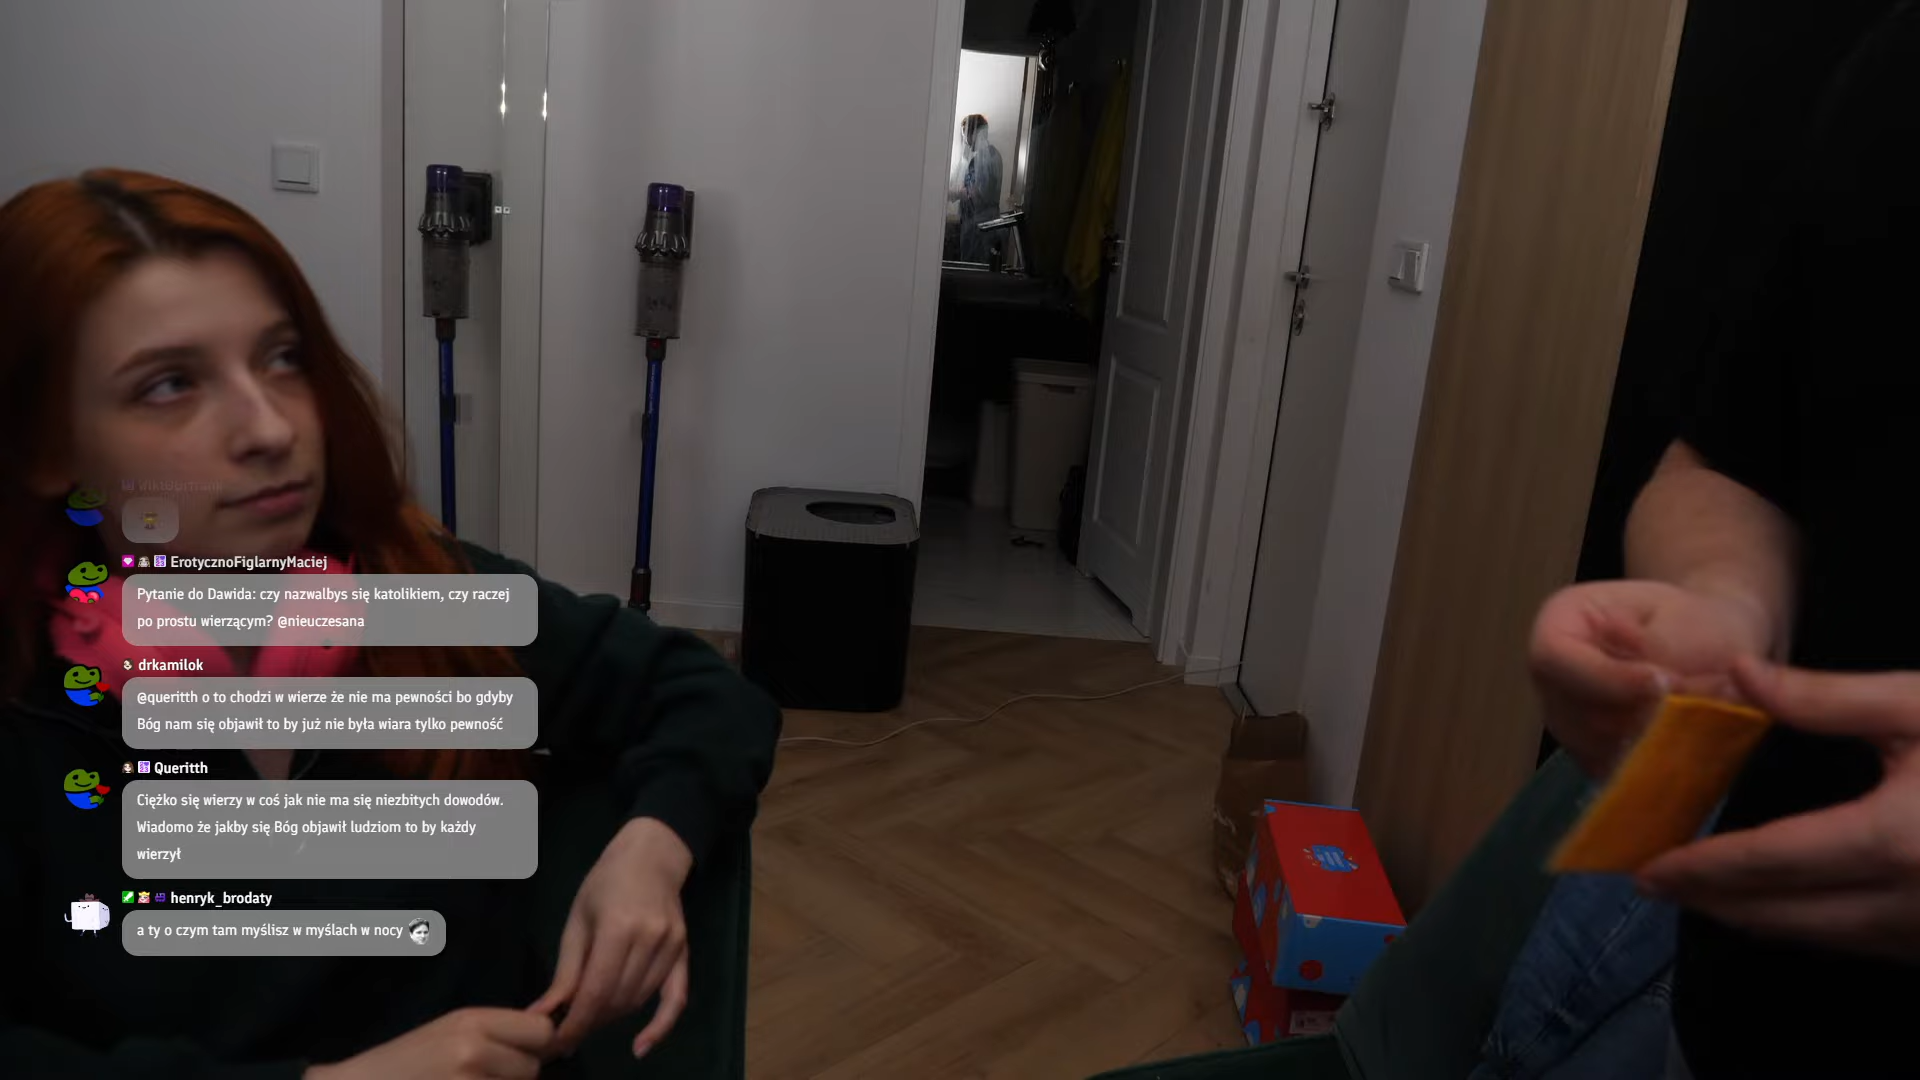 ErotycznoFiglarnyMaciej
Pytanie do Dawida: czy nazwalbys się katolikiem, czy raczej
po prostu wierzącym? @nieuczesana
drkamilok
@queritth o to chodzi w wierze że nie ma pewności bo gdyby
Bóg nam się objawił to by już nie była wiara tylko pewność
Queritth
Ciężko się wierzy w coś jak nie ma się niezbitych dowodów.
Wiadomo że jakby się Bóg objawił ludziom to by każdy
wierzył
henryk_brodaty
a ty o czym tam myślisz w myślach w nocy